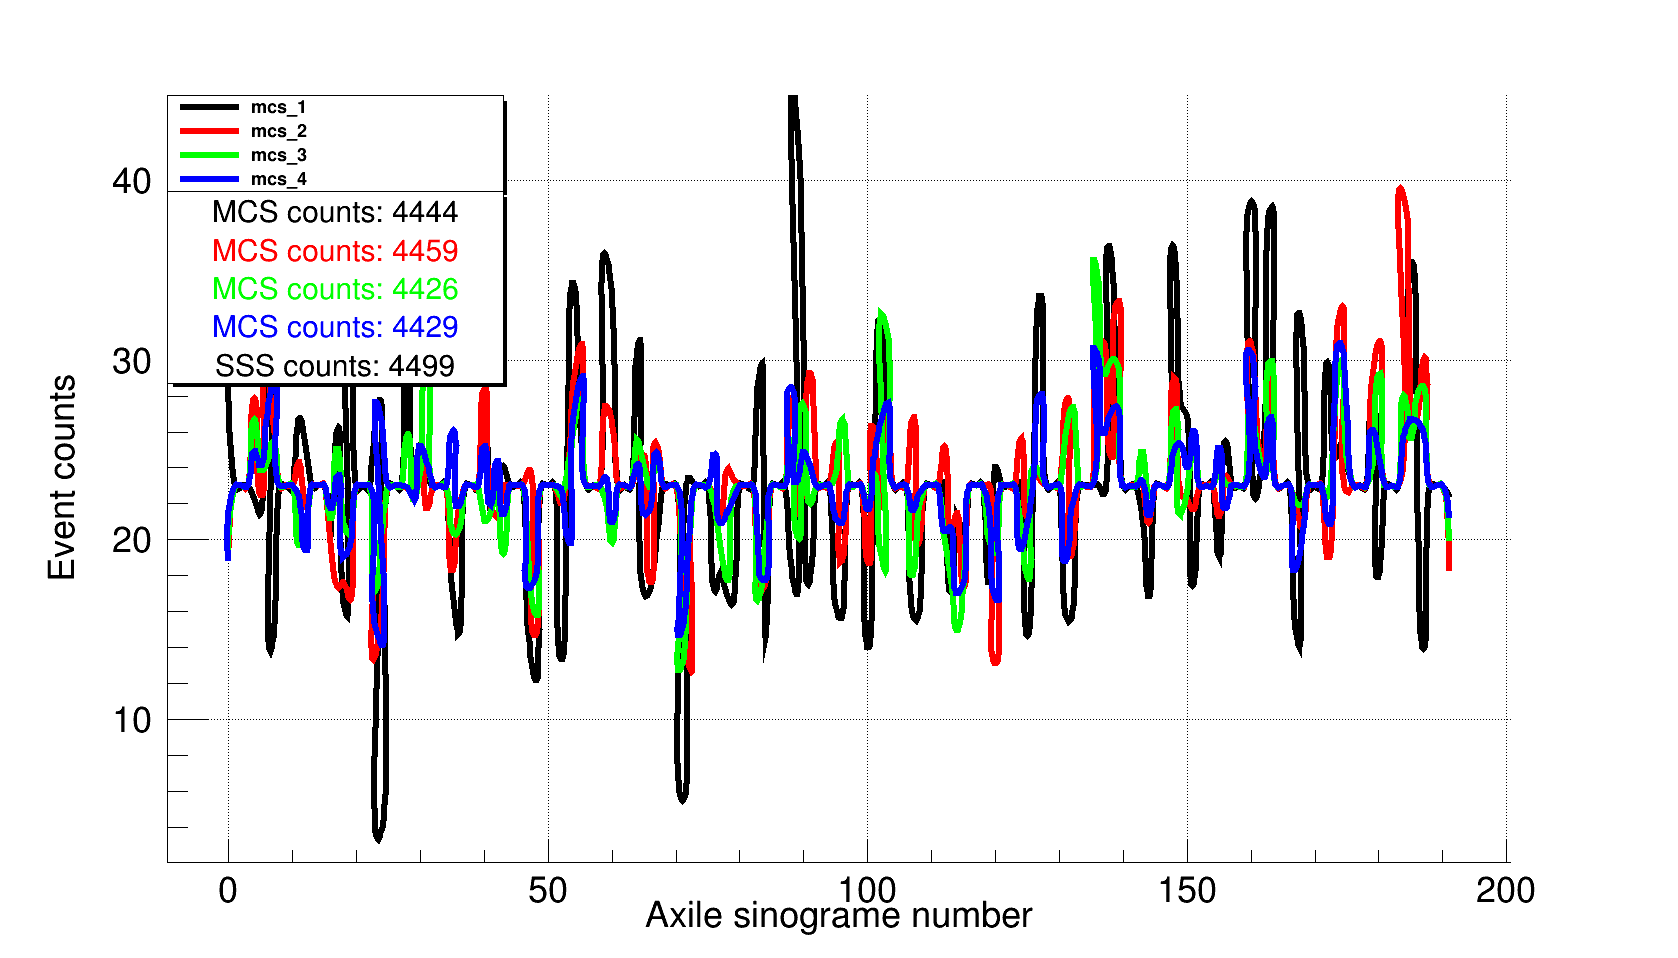 mcs_1
mcs_2
mcs_3
mcs_4
MCS counts: 4444
MCS counts: 4459
MCS counts: 4426
MCS counts: 4429
SSS counts: 4499
40
30
20
10
Event counts
0 50 100 150 200
Axile sinograme number